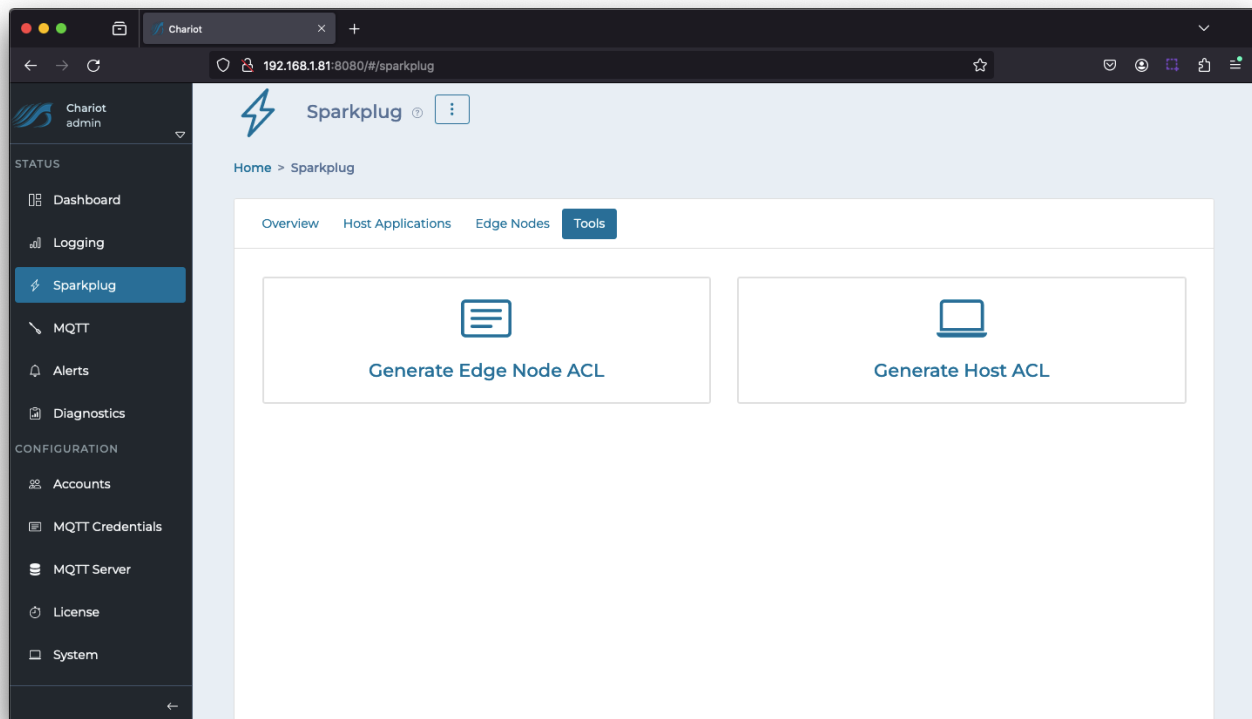 Chariot
192.168.1.81:8080/#/sparkplug
Chariot
admin
STATUS
Dashboard
Logging
Sparkplug
MQTT
Alerts
Diagnostics
CONFIGURATION
Accounts
MQTT Credentials
MQTT Server
License
System
Sparkplug
Home > Sparkplug
Overview Host Applications Edge Nodes Tools
Generate Edge Node ACL
Generate Host ACL